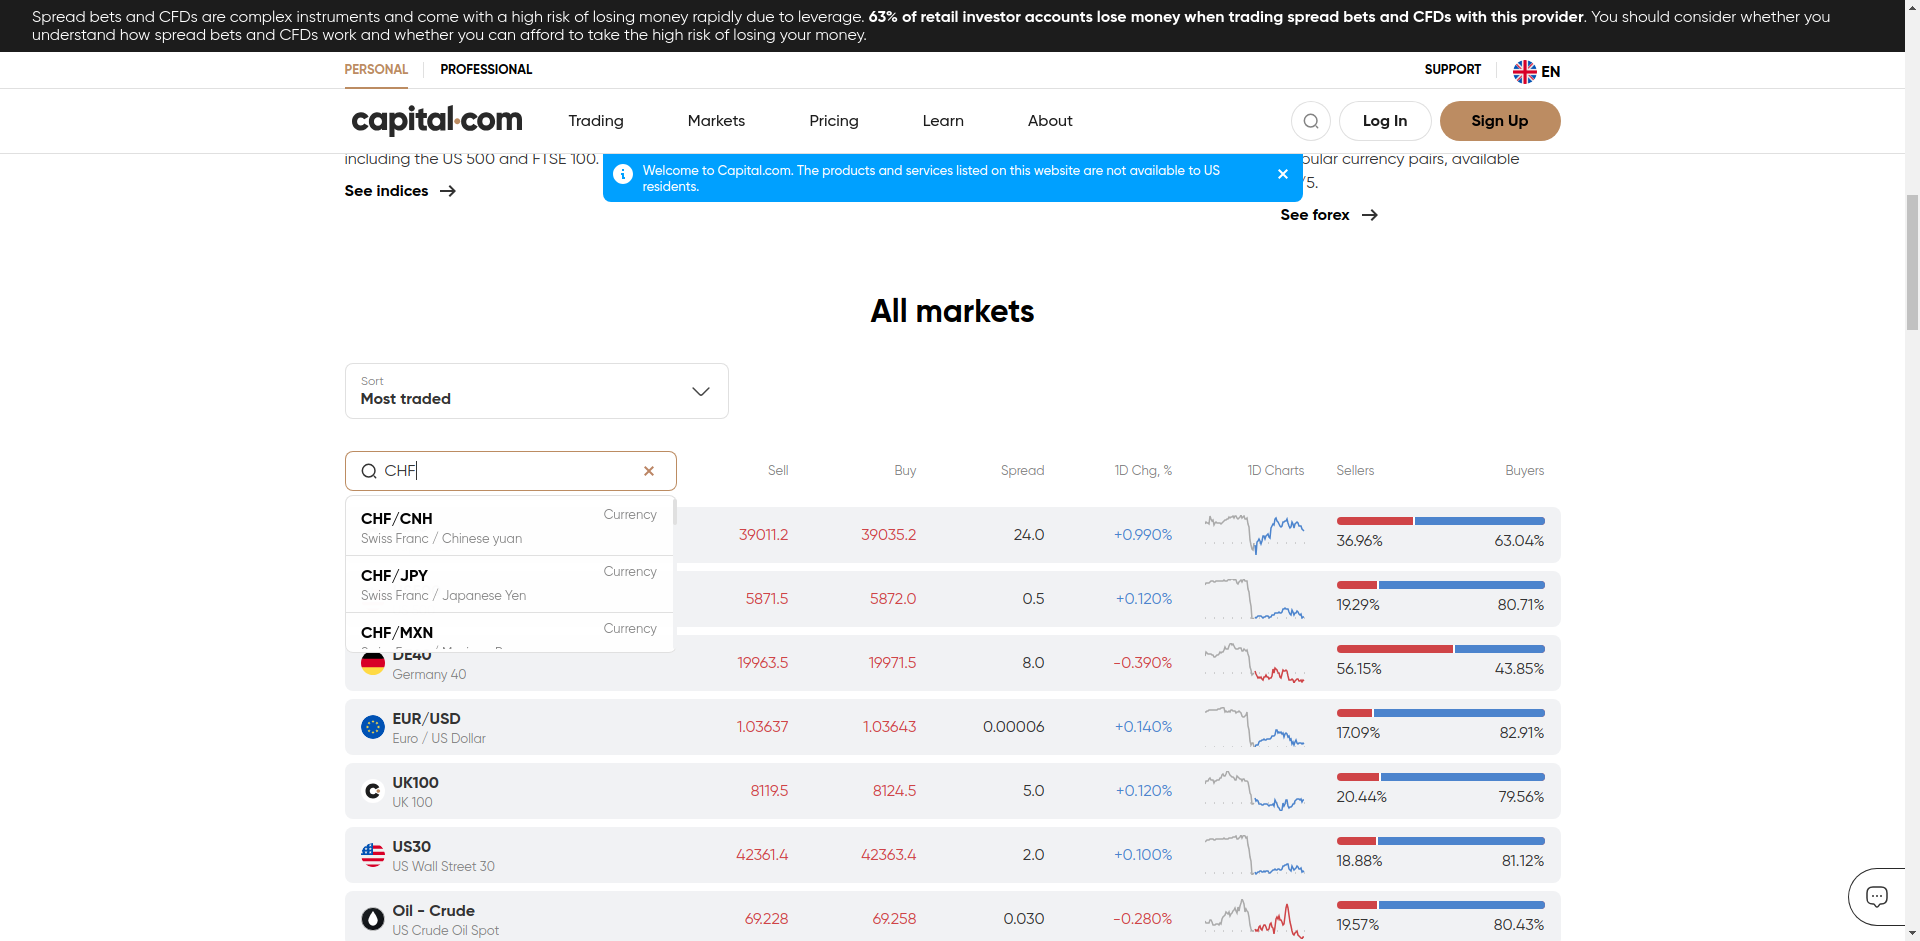 Spread bets and CFDs are complex instruments and come with a high risk of losing money rapidly due to leverage. 63% of retail investor accounts lose money when trading spread bets and CFDs with this provider. You should consider whether you
understand how spread bets and CFDs work and whether you can afford to take the high risk of losing your money.
PERSONAL PROFESSIONAL SUPPORT EN
capital.com Trading Markets Pricing Learn About Log In Sign Up
including the US 500 and FTSE 100.
Welcome to Capital.com. The products and services listed on this website are not available to US
residents.
pular currency pairs, available
/5.
See indices
See forex
All markets
Sort
Most traded
CHF Sell Buy Spread 1D Chg, % 1D Charts Sellers Buyers
CHF/CNH Currency
Swiss Franc / Chinese yuan
39011.2 39035.2 24.0 +0.990% 36.96% 63.04%
CHF/JPY Currency
Swiss Franc / Japanese Yen
5871.5 5872.0 0.5 +0.120% 19.29% 80.71%
CHF/MXN Currency
DE40
Germany 40
19963.5 19971.5 8.0 -0.390% 56.15% 43.85%
EUR/USD
Euro / US Dollar
1.03637 1.03643 0.00006 +0.140% 17.09% 82.91%
UK100
UK 100
8119.5 8124.5 5.0 +0.120% 20.44% 79.56%
US30
US Wall Street 30
42361.4 42363.4 2.0 +0.100% 18.88% 81.12%
Oil - Crude
US Crude Oil Spot
69.228 69.258 0.030 -0.280% 19.57% 80.43%